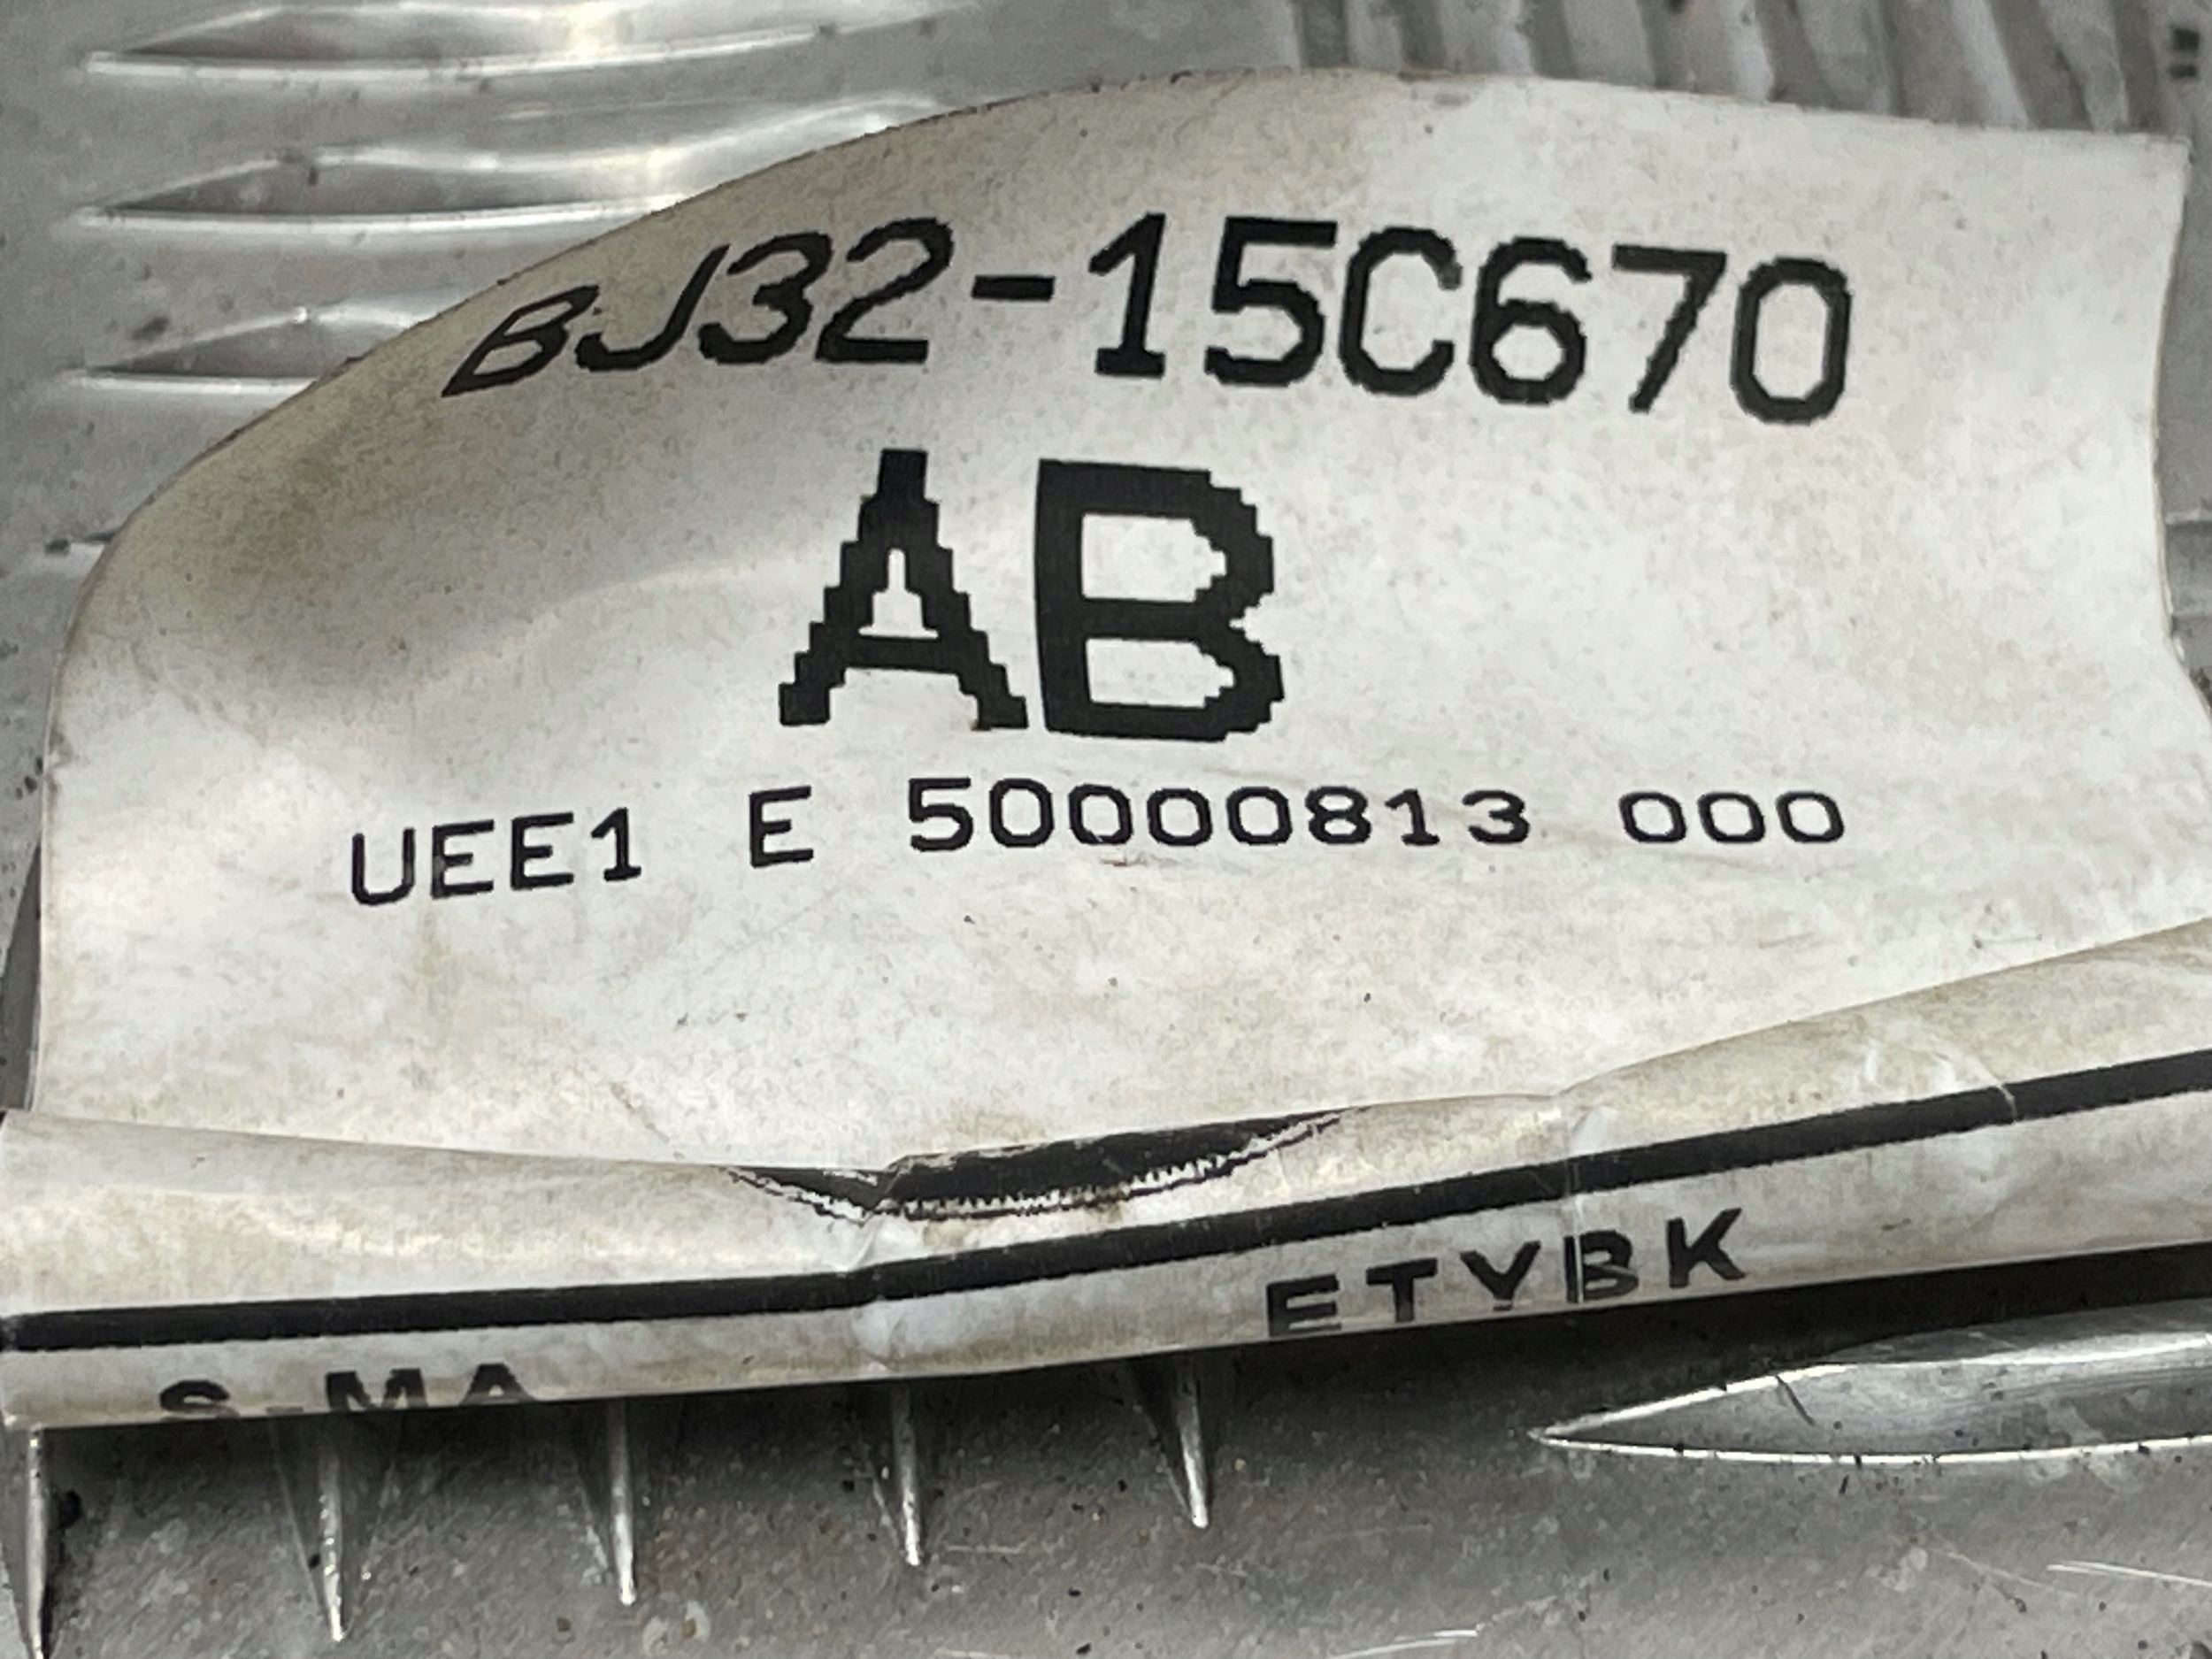 BJ32-15C670
AB
UEE1 E 50000813 000
ETYBK